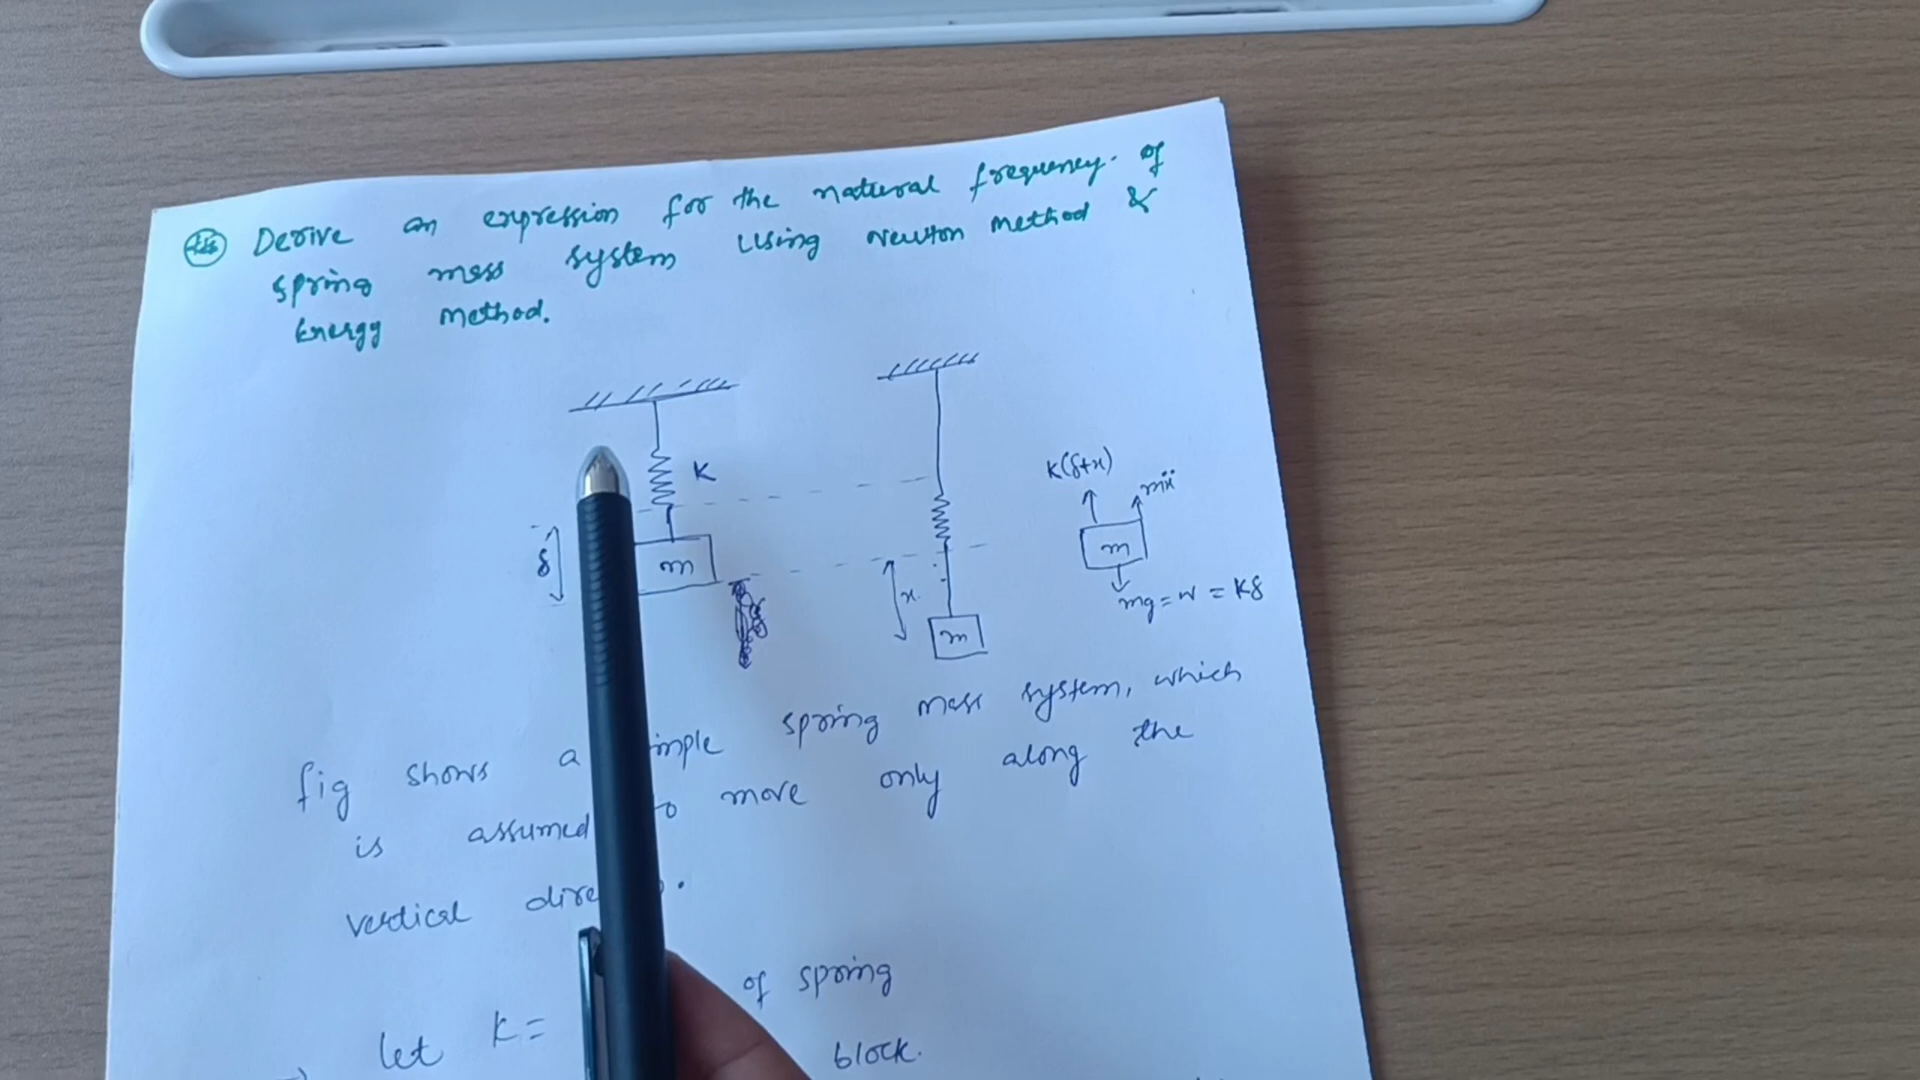 Derive an expression for the natural frequency. of
spring mass system Using Newton method &
Energy method.
K
δ
m
x
m
K(δ+x)
mẍ
m
mg = W = Kδ
fig shows a imple spring mass system, which
is assumed to move only along the
vertical dire .
let K = of spring
block.